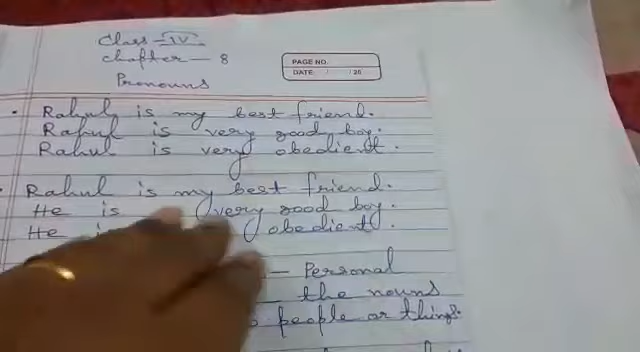 Class - IV
chapter - 8
Pronouns
PAGE NO.
DATE / / 20
• Rahul is my best friend.
Rahul is very good boy.
Rahul is very obedient.
• Rahul is my best friend.
He is very good boy.
He is obedient.
— Personal
the nouns
people or things.